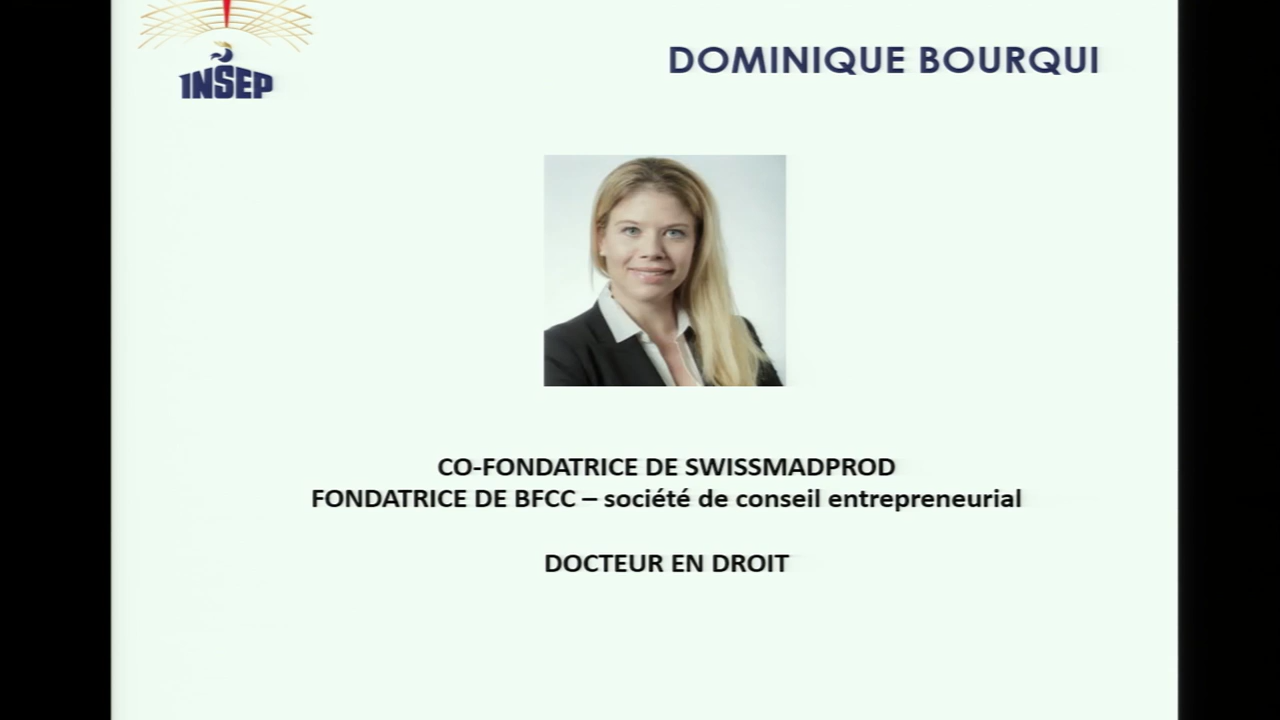 INSEP
DOMINIQUE BOURQUI
CO-FONDATRICE DE SWISSMADPROD
FONDATRICE DE BFCC – société de conseil entrepreneurial
DOCTEUR EN DROIT